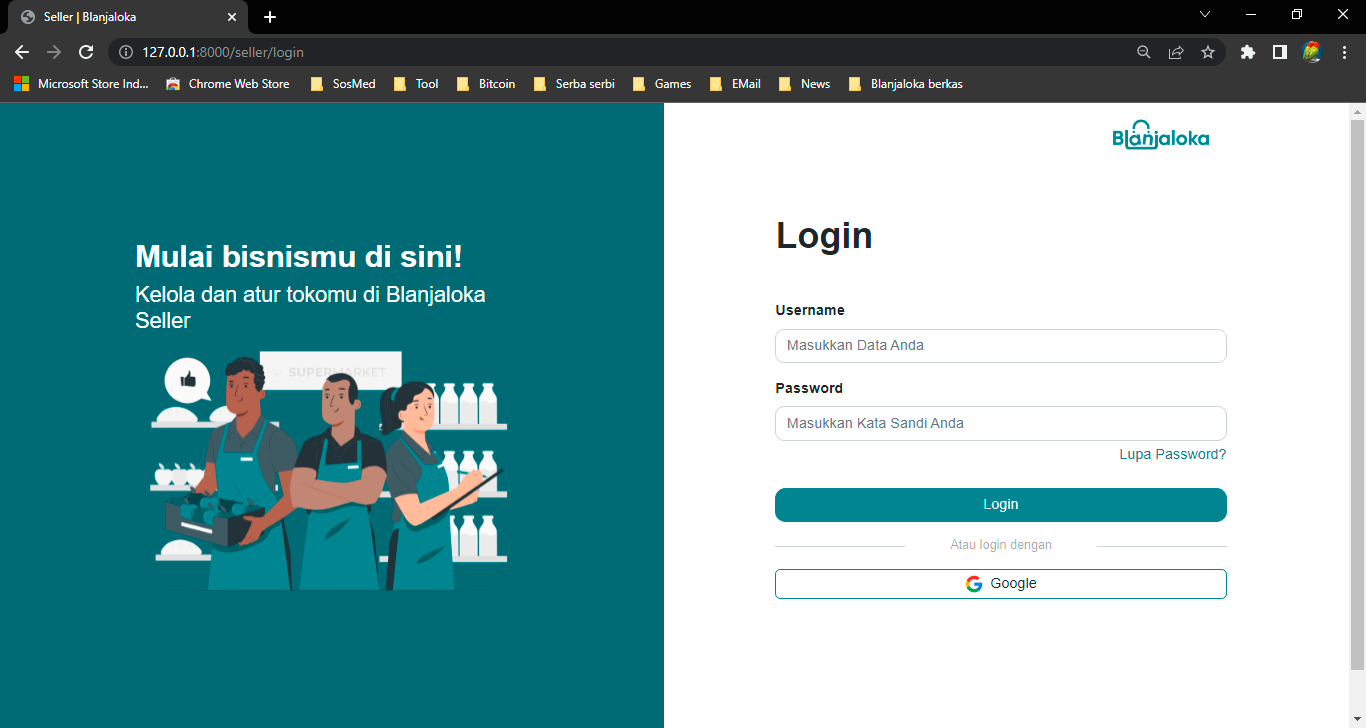 Seller | Blanjaloka
127.0.0.1:8000/seller/login
Microsoft Store Ind... Chrome Web Store SosMed Tool Bitcoin Serba serbi Games EMail News Blanjaloka berkas
Blanjaloka
Mulai bisnismu di sini!
Kelola dan atur tokomu di Blanjaloka
Seller
SUPERMARKET
Login
Username
Masukkan Data Anda
Password
Masukkan Kata Sandi Anda
Lupa Password?
Login
Atau login dengan
Google